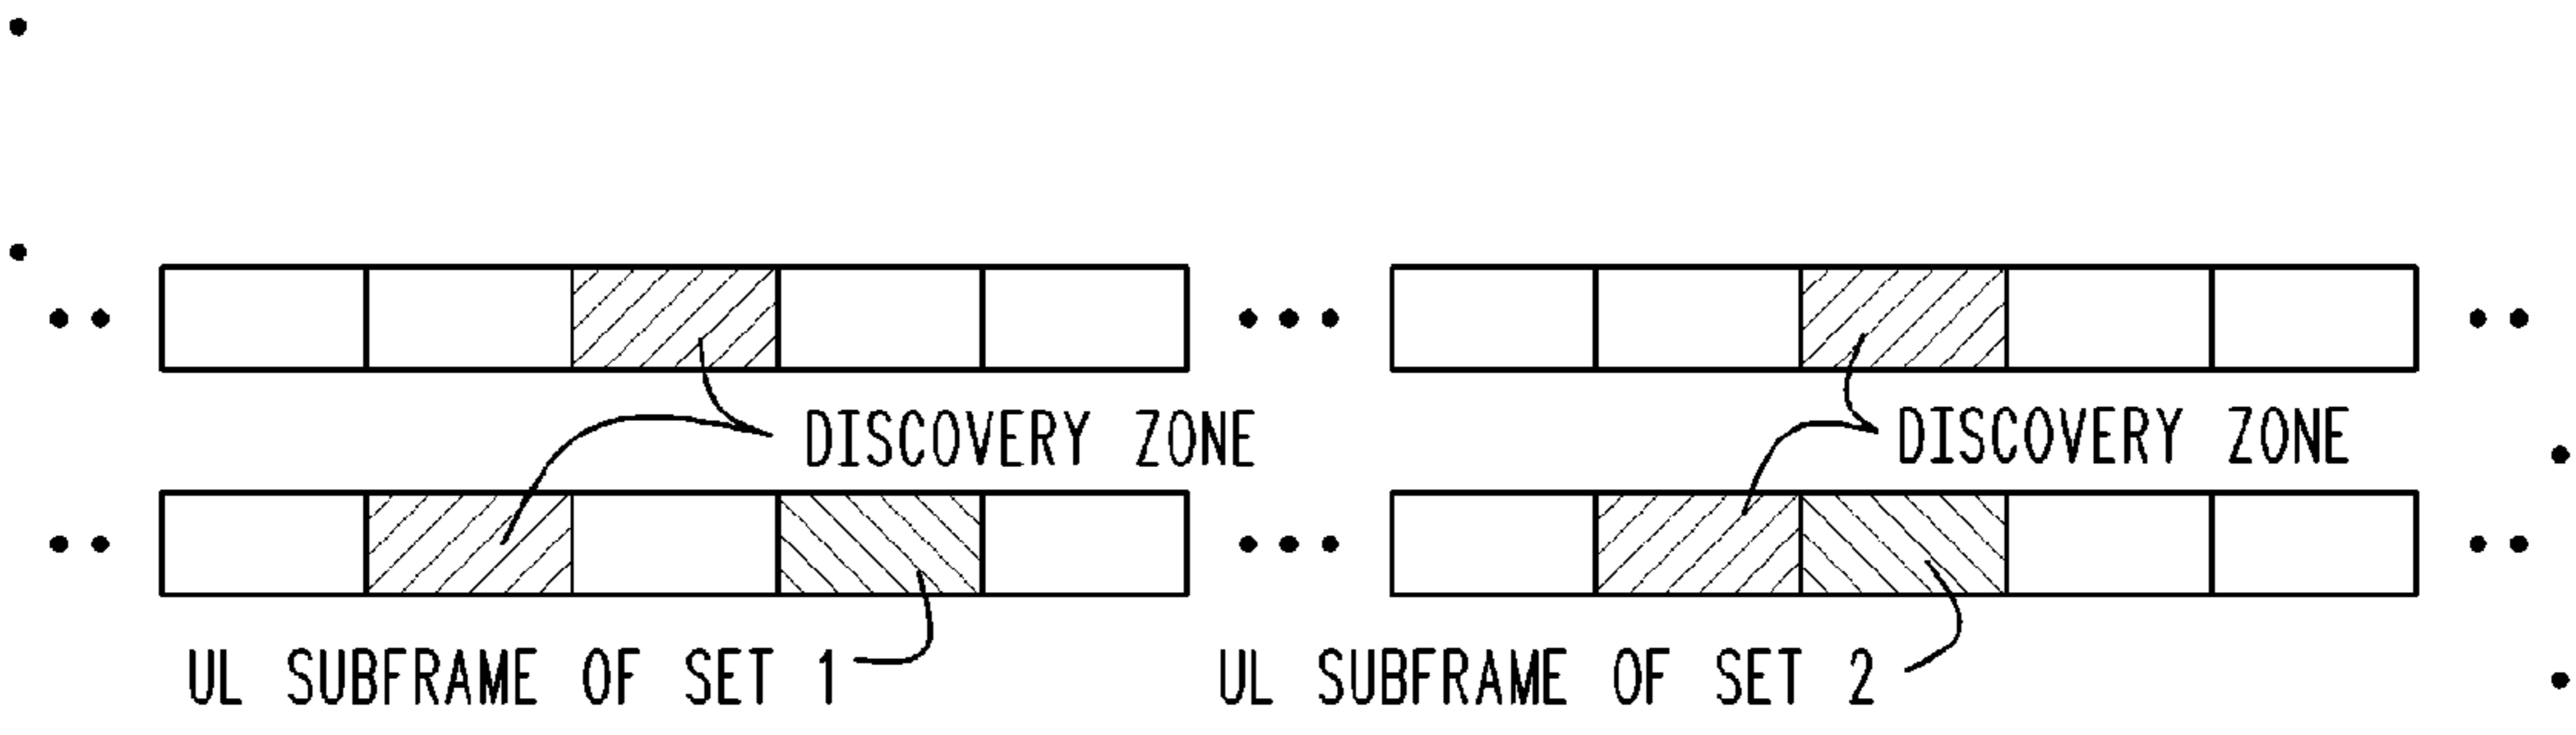 DISCOVERY ZONE
DISCOVERY ZONE
UL SUBFRAME OF SET 1
UL SUBFRAME OF SET 2